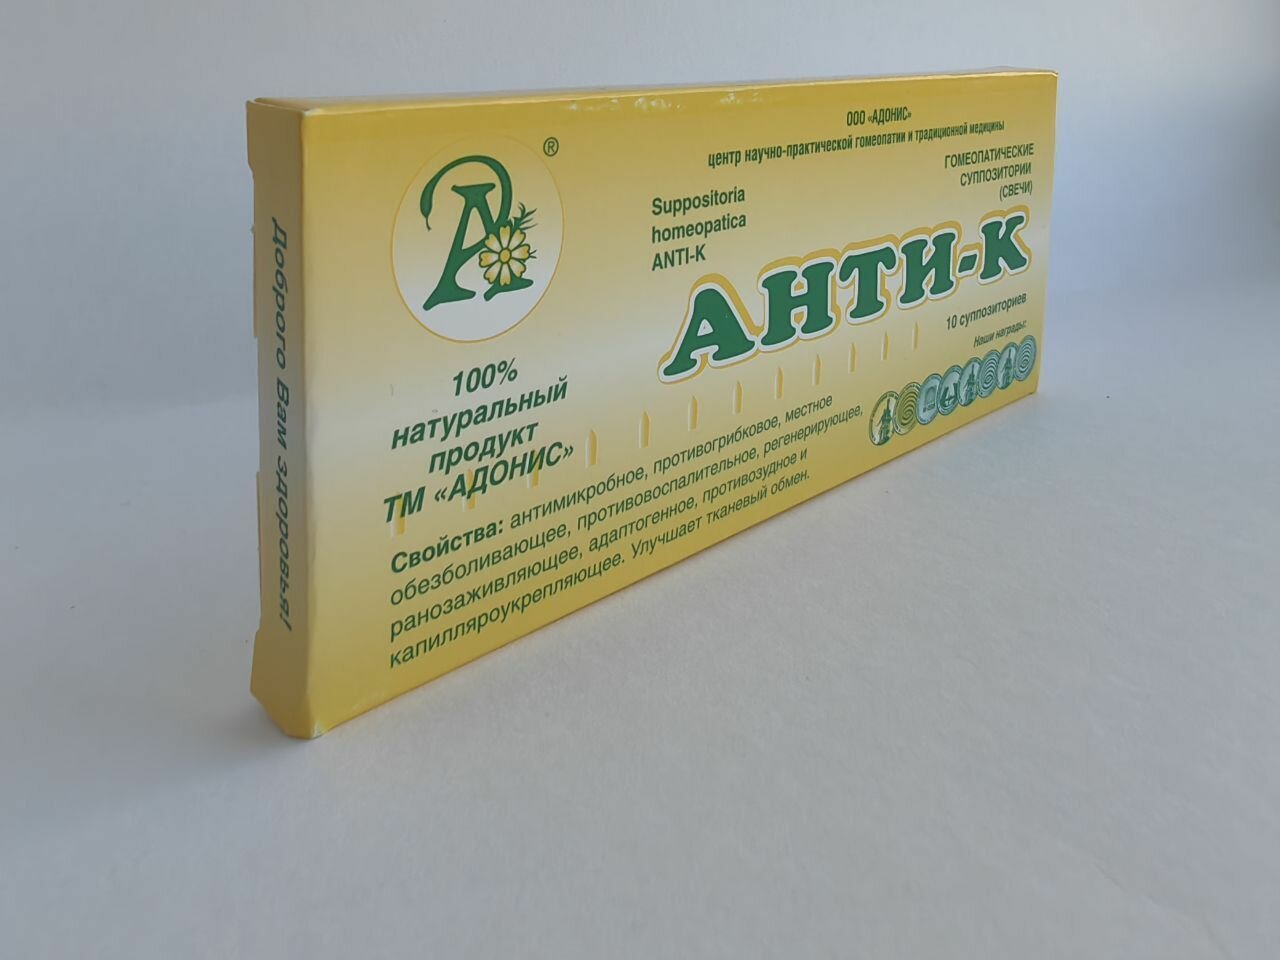 ООО «АДОНИС»
центр научно-практической гомеопатии и традиционной медицины
ГОМЕОПАТИЧЕСКИЕ
СУППОЗИТОРИИ
(СВЕЧИ)
Suppositoria
homeopatica
ANTI-K
АНТИ-К
10 суппозиториев
Наши награды:
А®
100%
натуральный
продукт
ТМ «АДОНИС»
Свойства: антимикробное, противогрибковое, местное
обезболивающее, противовоспалительное, регенерирующее,
ранозаживляющее, адаптогенное, противозудное и
капилляроукрепляющее. Улучшает тканевый обмен.
Доброго Вам здоровья!